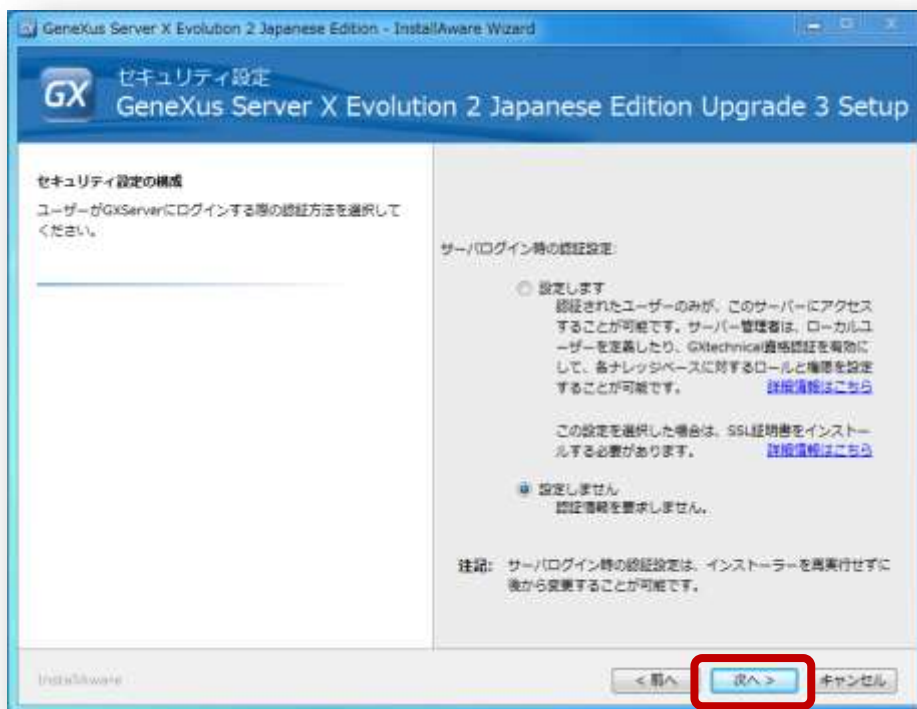 GeneXus Server X Evolution 2 Japanese Edition - InstallAware Wizard
GX
セキュリティ設定
GeneXus Server X Evolution 2 Japanese Edition Upgrade 3 Setup
セキュリティ設定の構成
ユーザーがGXServerにログインする際の認証方法を選択して
ください。
サーバログイン時の認証設定:
設定します
認証されたユーザーのみが、このサーバーにアクセス
することが可能です。サーバー管理者は、ローカルユ
ーザーを定義したり、GXtechnical資格認証を有効に
して、各ナレッジベースに対するロールと権限を設定
することが可能です。 詳細情報はこちら
この設定を選択した場合は、SSL証明書をインストー
ルする必要があります。 詳細情報はこちら
設定しません
認証情報を要求しません。
注記: サーバログイン時の認証設定は、インストーラーを再実行せずに
後から変更することが可能です。
InstallAware
< 前へ 次へ > キャンセル